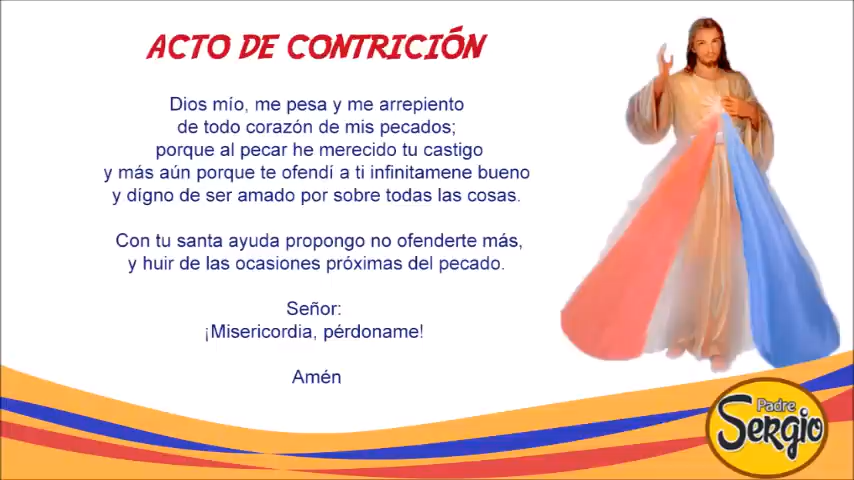 ACTO DE CONTRICIÓN
Dios mío, me pesa y me arrepiento
de todo corazón de mis pecados;
porque al pecar he merecido tu castigo
y más aún porque te ofendí a ti infinitamene bueno
y dígno de ser amado por sobre todas las cosas.
Con tu santa ayuda propongo no ofenderte más,
y huir de las ocasiones próximas del pecado.
Señor:
¡Misericordia, pérdoname!
Amén
Padre
Sergio